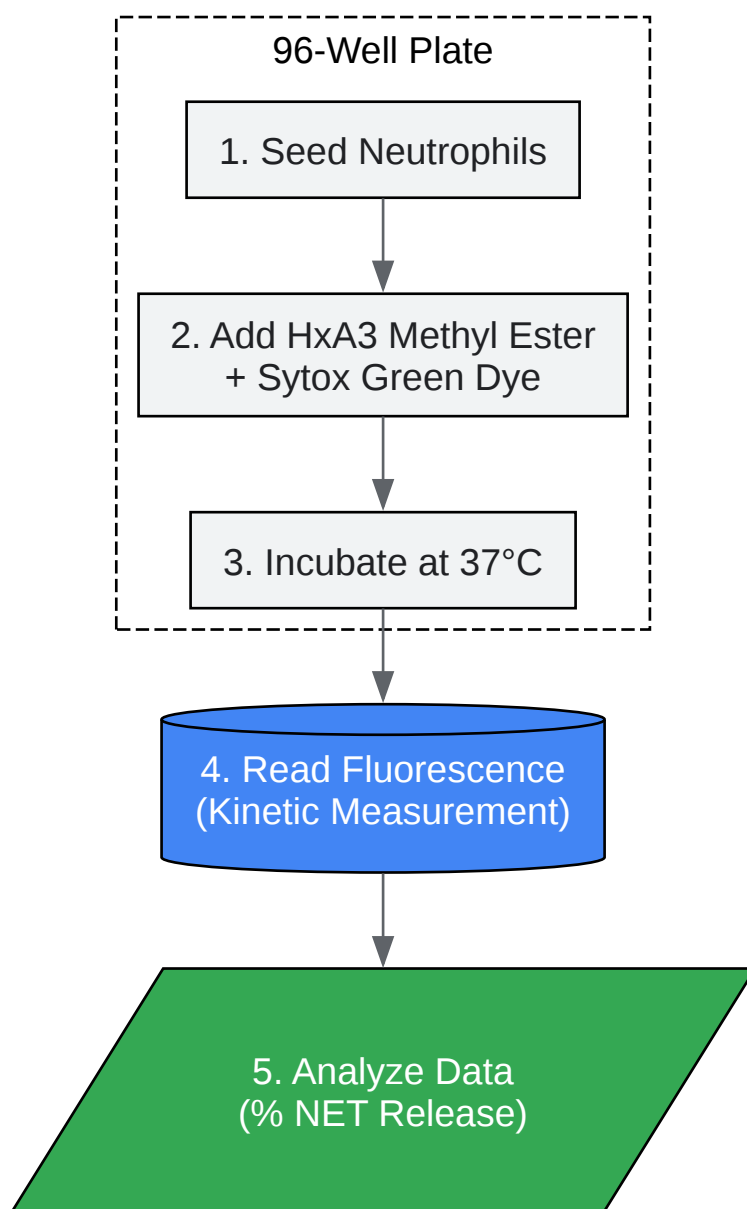 96-Well Plate
1. Seed Neutrophils
2. Add HxA3 Methyl Ester
+ Sytox Green Dye
3. Incubate at 37°C
4. Read Fluorescence
(Kinetic Measurement)
5. Analyze Data
(% NET Release)